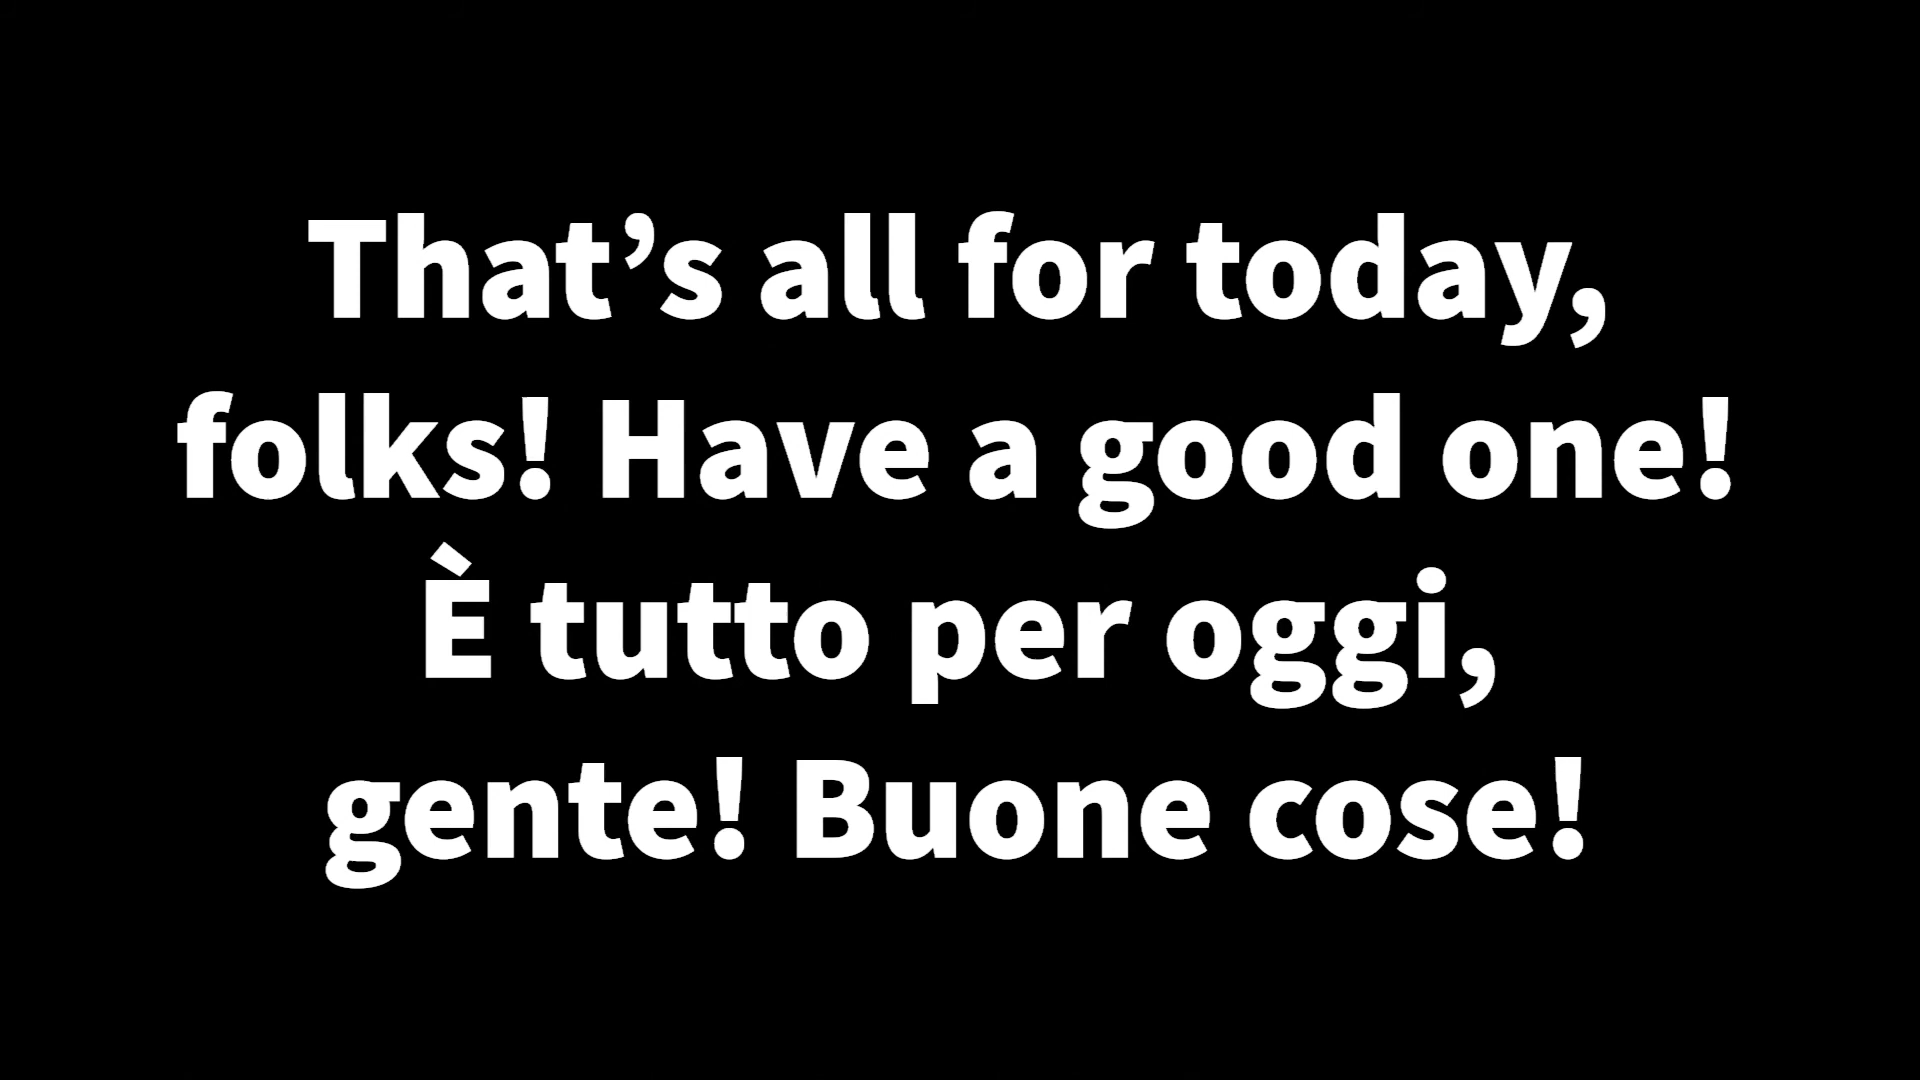 That’s all for today,
folks! Have a good one!
È tutto per oggi,
gente! Buone cose!